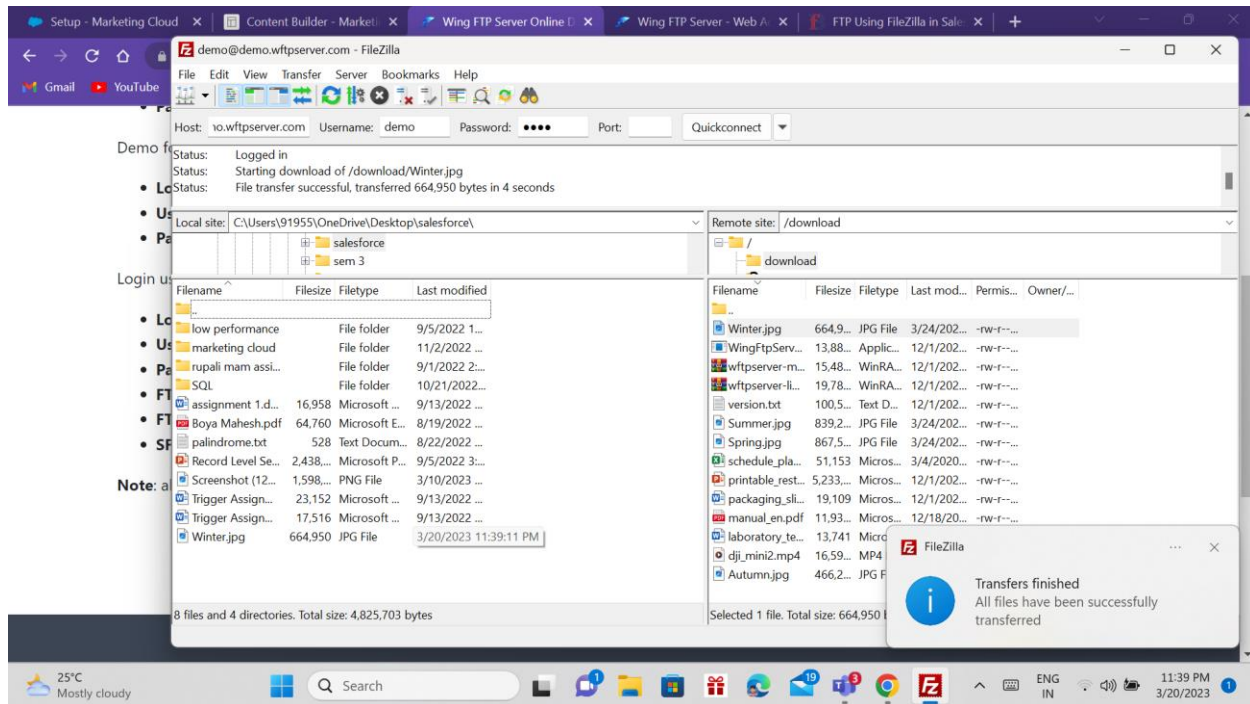 Setup - Marketing Cloud
Content Builder - Marketi
Wing FTP Server Online D
Wing FTP Server - Web A
FTP Using FileZilla in Sale
demo@demo.wftpserver.com - FileZilla
Gmail YouTube
File Edit View Transfer Server Bookmarks Help
Host: wftpserver.com Username: demo Password: •••• Port: Quickconnect
Demo
Status: Logged in
Status: Starting download of /download/Winter.jpg
Status: File transfer successful, transferred 664,950 bytes in 4 seconds
Local site: C:\Users\91955\OneDrive\Desktop\salesforce\
salesforce
sem 3
Remote site: /download
/
download
Login
Note:
Filename Filesize Filetype Last modified
..
low performance File folder 9/5/2022 1...
marketing cloud File folder 11/2/2022 ...
rupali mam assi... File folder 9/1/2022 2:...
SQL File folder 10/21/2022...
assignment 1.d... 16,958 Microsoft ... 9/13/2022 ...
Boya Mahesh.pdf 64,760 Microsoft E... 8/19/2022 ...
palindrome.txt 528 Text Docum... 8/22/2022 ...
Record Level Se... 2,438,... Microsoft P... 9/5/2022 3:...
Screenshot (12... 1,598,... PNG File 3/10/2023 ...
Trigger Assign... 23,152 Microsoft ... 9/13/2022 ...
Trigger Assign... 17,516 Microsoft ... 9/13/2022 ...
Winter.jpg 664,950 JPG File 3/20/2023 11:39:11 PM
8 files and 4 directories. Total size: 4,825,703 bytes
Filename Filesize Filetype Last mod... Permis... Owner/...
..
Winter.jpg 664,9... JPG File 3/24/202... -rw-r--...
WingFtpServ... 13,88... Applic... 12/1/202... -rw-r--...
wftpserver-m... 15,48... WinRA... 12/1/202... -rw-r--...
wftpserver-li... 19,78... WinRA... 12/1/202... -rw-r--...
version.txt 100,5... Text D... 12/1/202... -rw-r--...
Summer.jpg 839,2... JPG File 3/24/202... -rw-r--...
Spring.jpg 867,5... JPG File 3/24/202... -rw-r--...
schedule_pla... 51,153 Micros... 3/4/2020... -rw-r--...
printable_rest... 5,233,... Micros... 12/1/202... -rw-r--...
packaging_sli... 19,109 Micros... 12/1/202... -rw-r--...
manual_en.pdf 11,93... Micros... 12/18/20... -rw-r--...
laboratory_te... 13,741 Micro
dji_mini2.mp4 16,59... MP4
Autumn.jpg 466,2... JPG F
Selected 1 file. Total size: 664,950
FileZilla
Transfers finished
All files have been successfully
transferred
25°C
Mostly cloudy
Search
19
3
ENG
IN
11:39 PM
3/20/2023
1